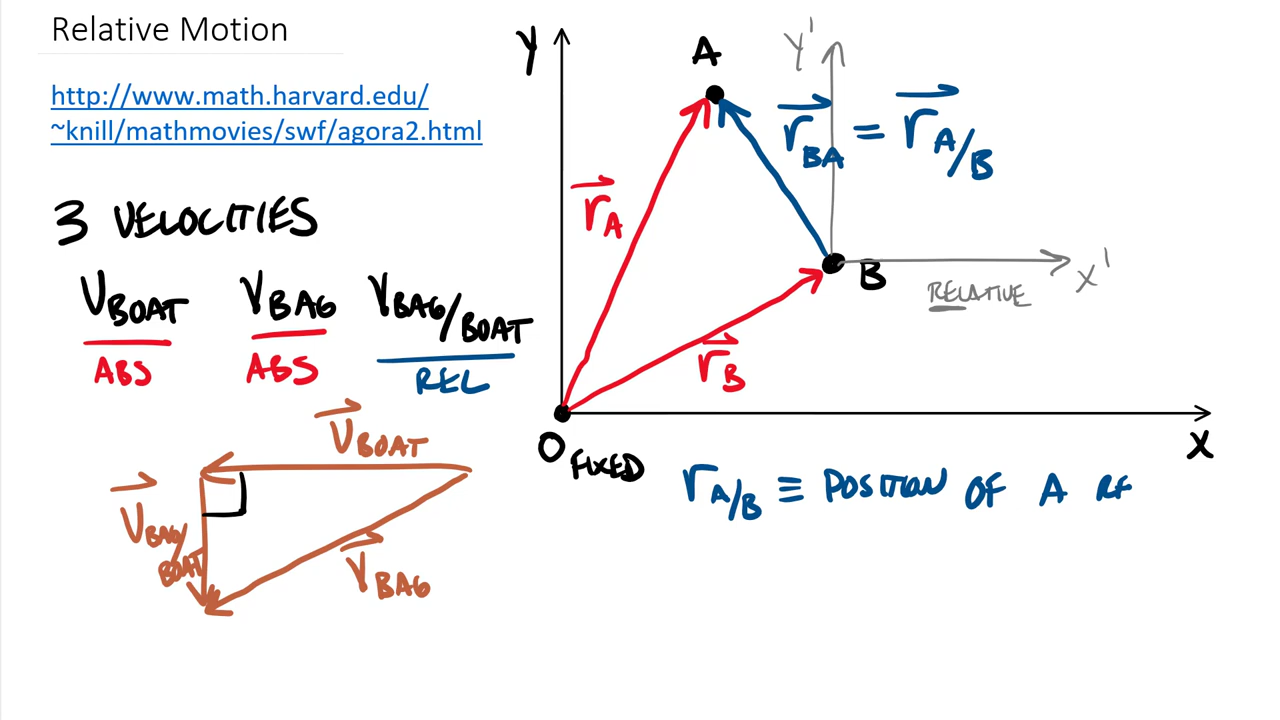 Relative Motion
http://www.math.harvard.edu/
~knill/mathmovies/swf/agora2.html
3 VELOCITIES
VBOAT VBAG VBAG/BOAT
ABS ABS REL
VBOAT
VBAG/
BOAT
VBAG
Y
A
Y'
rBA = rA/B
rA
B
X'
RELATIVE
rB
O FIXED
X
rA/B ≡ POSITION OF A RE